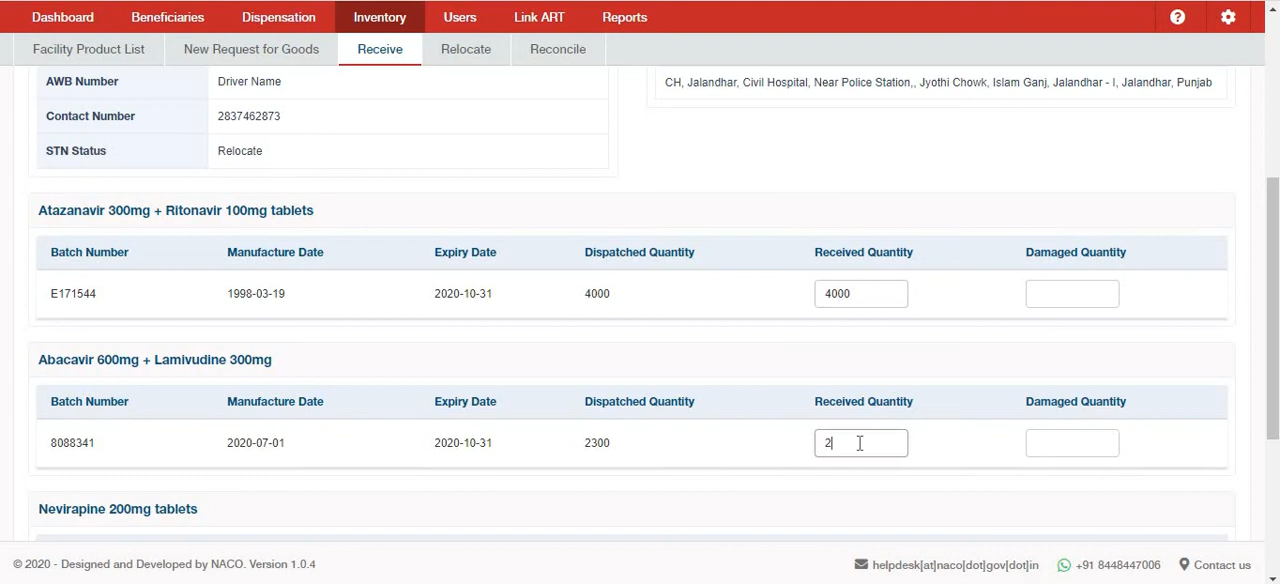 Dashboard Beneficiaries Dispensation Inventory Users Link ART Reports ?
Facility Product List New Request for Goods Receive Relocate Reconcile
AWB Number Driver Name
CH, Jalandhar, Civil Hospital, Near Police Station,, Jyothi Chowk, Islam Ganj, Jalandhar - I, Jalandhar, Punjab
Contact Number 2837462873
STN Status Relocate
Atazanavir 300mg + Ritonavir 100mg tablets
Batch Number Manufacture Date Expiry Date Dispatched Quantity Received Quantity Damaged Quantity
E171544 1998-03-19 2020-10-31 4000 4000
Abacavir 600mg + Lamivudine 300mg
Batch Number Manufacture Date Expiry Date Dispatched Quantity Received Quantity Damaged Quantity
8088341 2020-07-01 2020-10-31 2300 2
Nevirapine 200mg tablets
© 2020 - Designed and Developed by NACO. Version 1.0.4 helpdesk[at]naco[dot]gov[dot]in +91 8448447006 Contact us